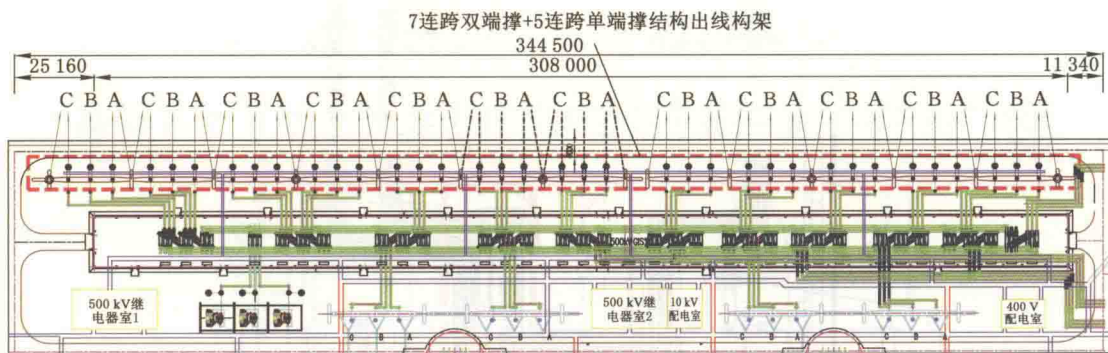 7连跨双端撑+5连跨单端撑结构出线构架
344 500
25 160
308 000
11 340
C B A C B A C B A C B A C B A C B A C B A C B A C B A C B A C B A C B A
500 kV继
电器室1
500 kV继
电器室2
10 kV
配电室
400 V
配电室
C B A C B A C B A C B A